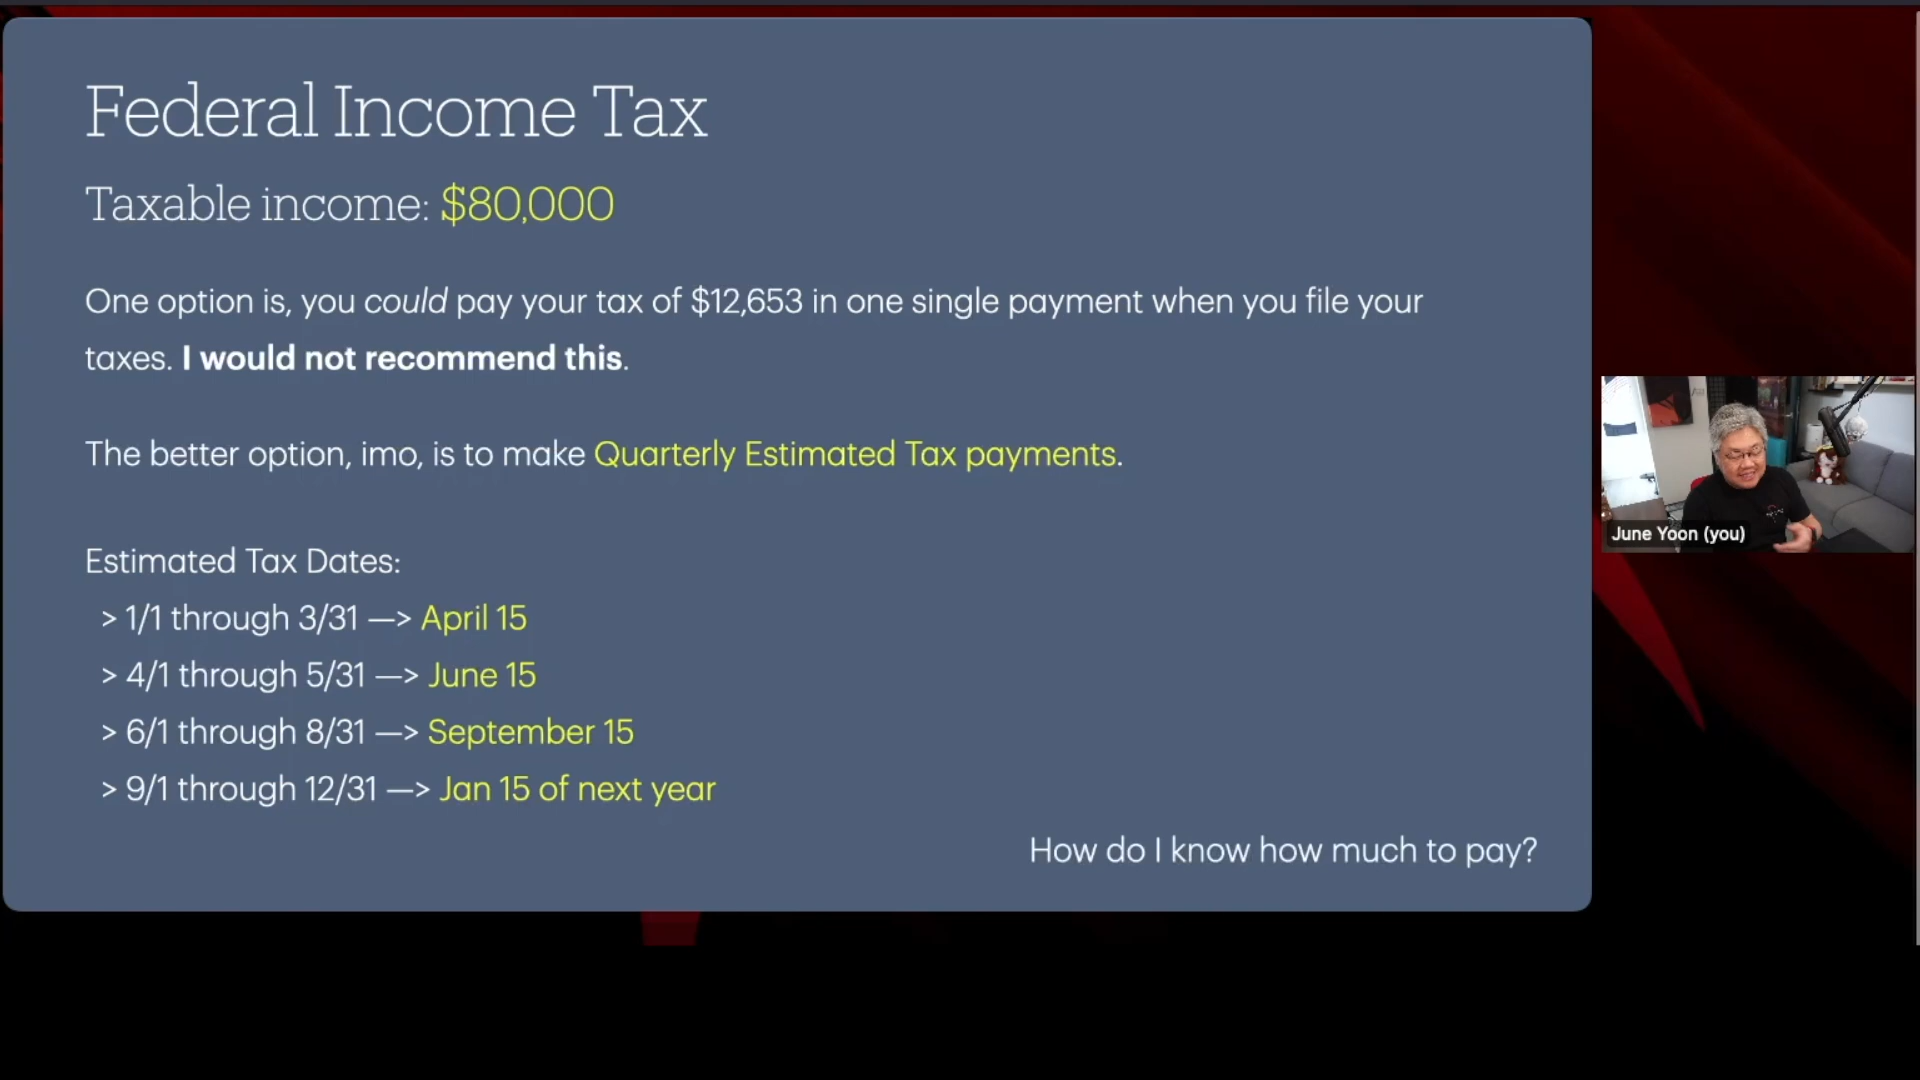 Federal Income Tax
Taxable income: $80,000
One option is, you could pay your tax of $12,653 in one single payment when you file your
taxes. I would not recommend this.
The better option, imo, is to make Quarterly Estimated Tax payments.
Estimated Tax Dates:
> 1/1 through 3/31 —> April 15
> 4/1 through 5/31 —> June 15
> 6/1 through 8/31 —> September 15
> 9/1 through 12/31 —> Jan 15 of next year
How do I know how much to pay?
June Yoon (you)